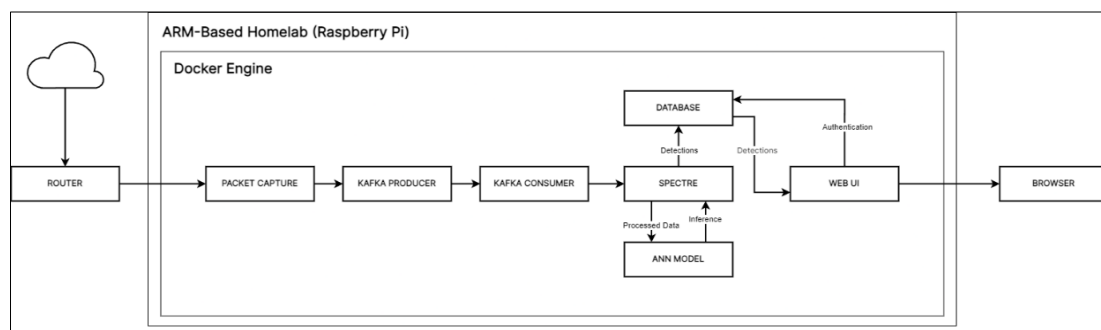 ARM-Based Homelab (Raspberry Pi)
Docker Engine
DATABASE
Authentication
Detections
Detections
ROUTER
PACKET CAPTURE
KAFKA PRODUCER
KAFKA CONSUMER
SPECTRE
WEB UI
BROWSER
Processed Data
Inference
ANN MODEL